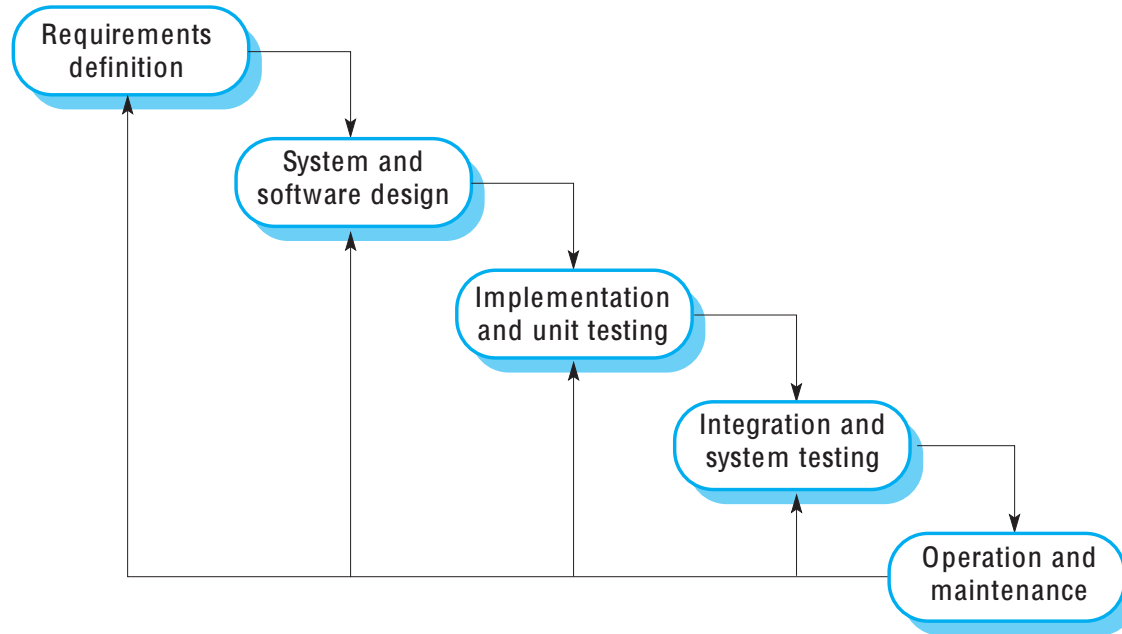 Requirements
definition
System and
software design
Implementation
and unit testing
Integration and
system testing
Operation and
maintenance